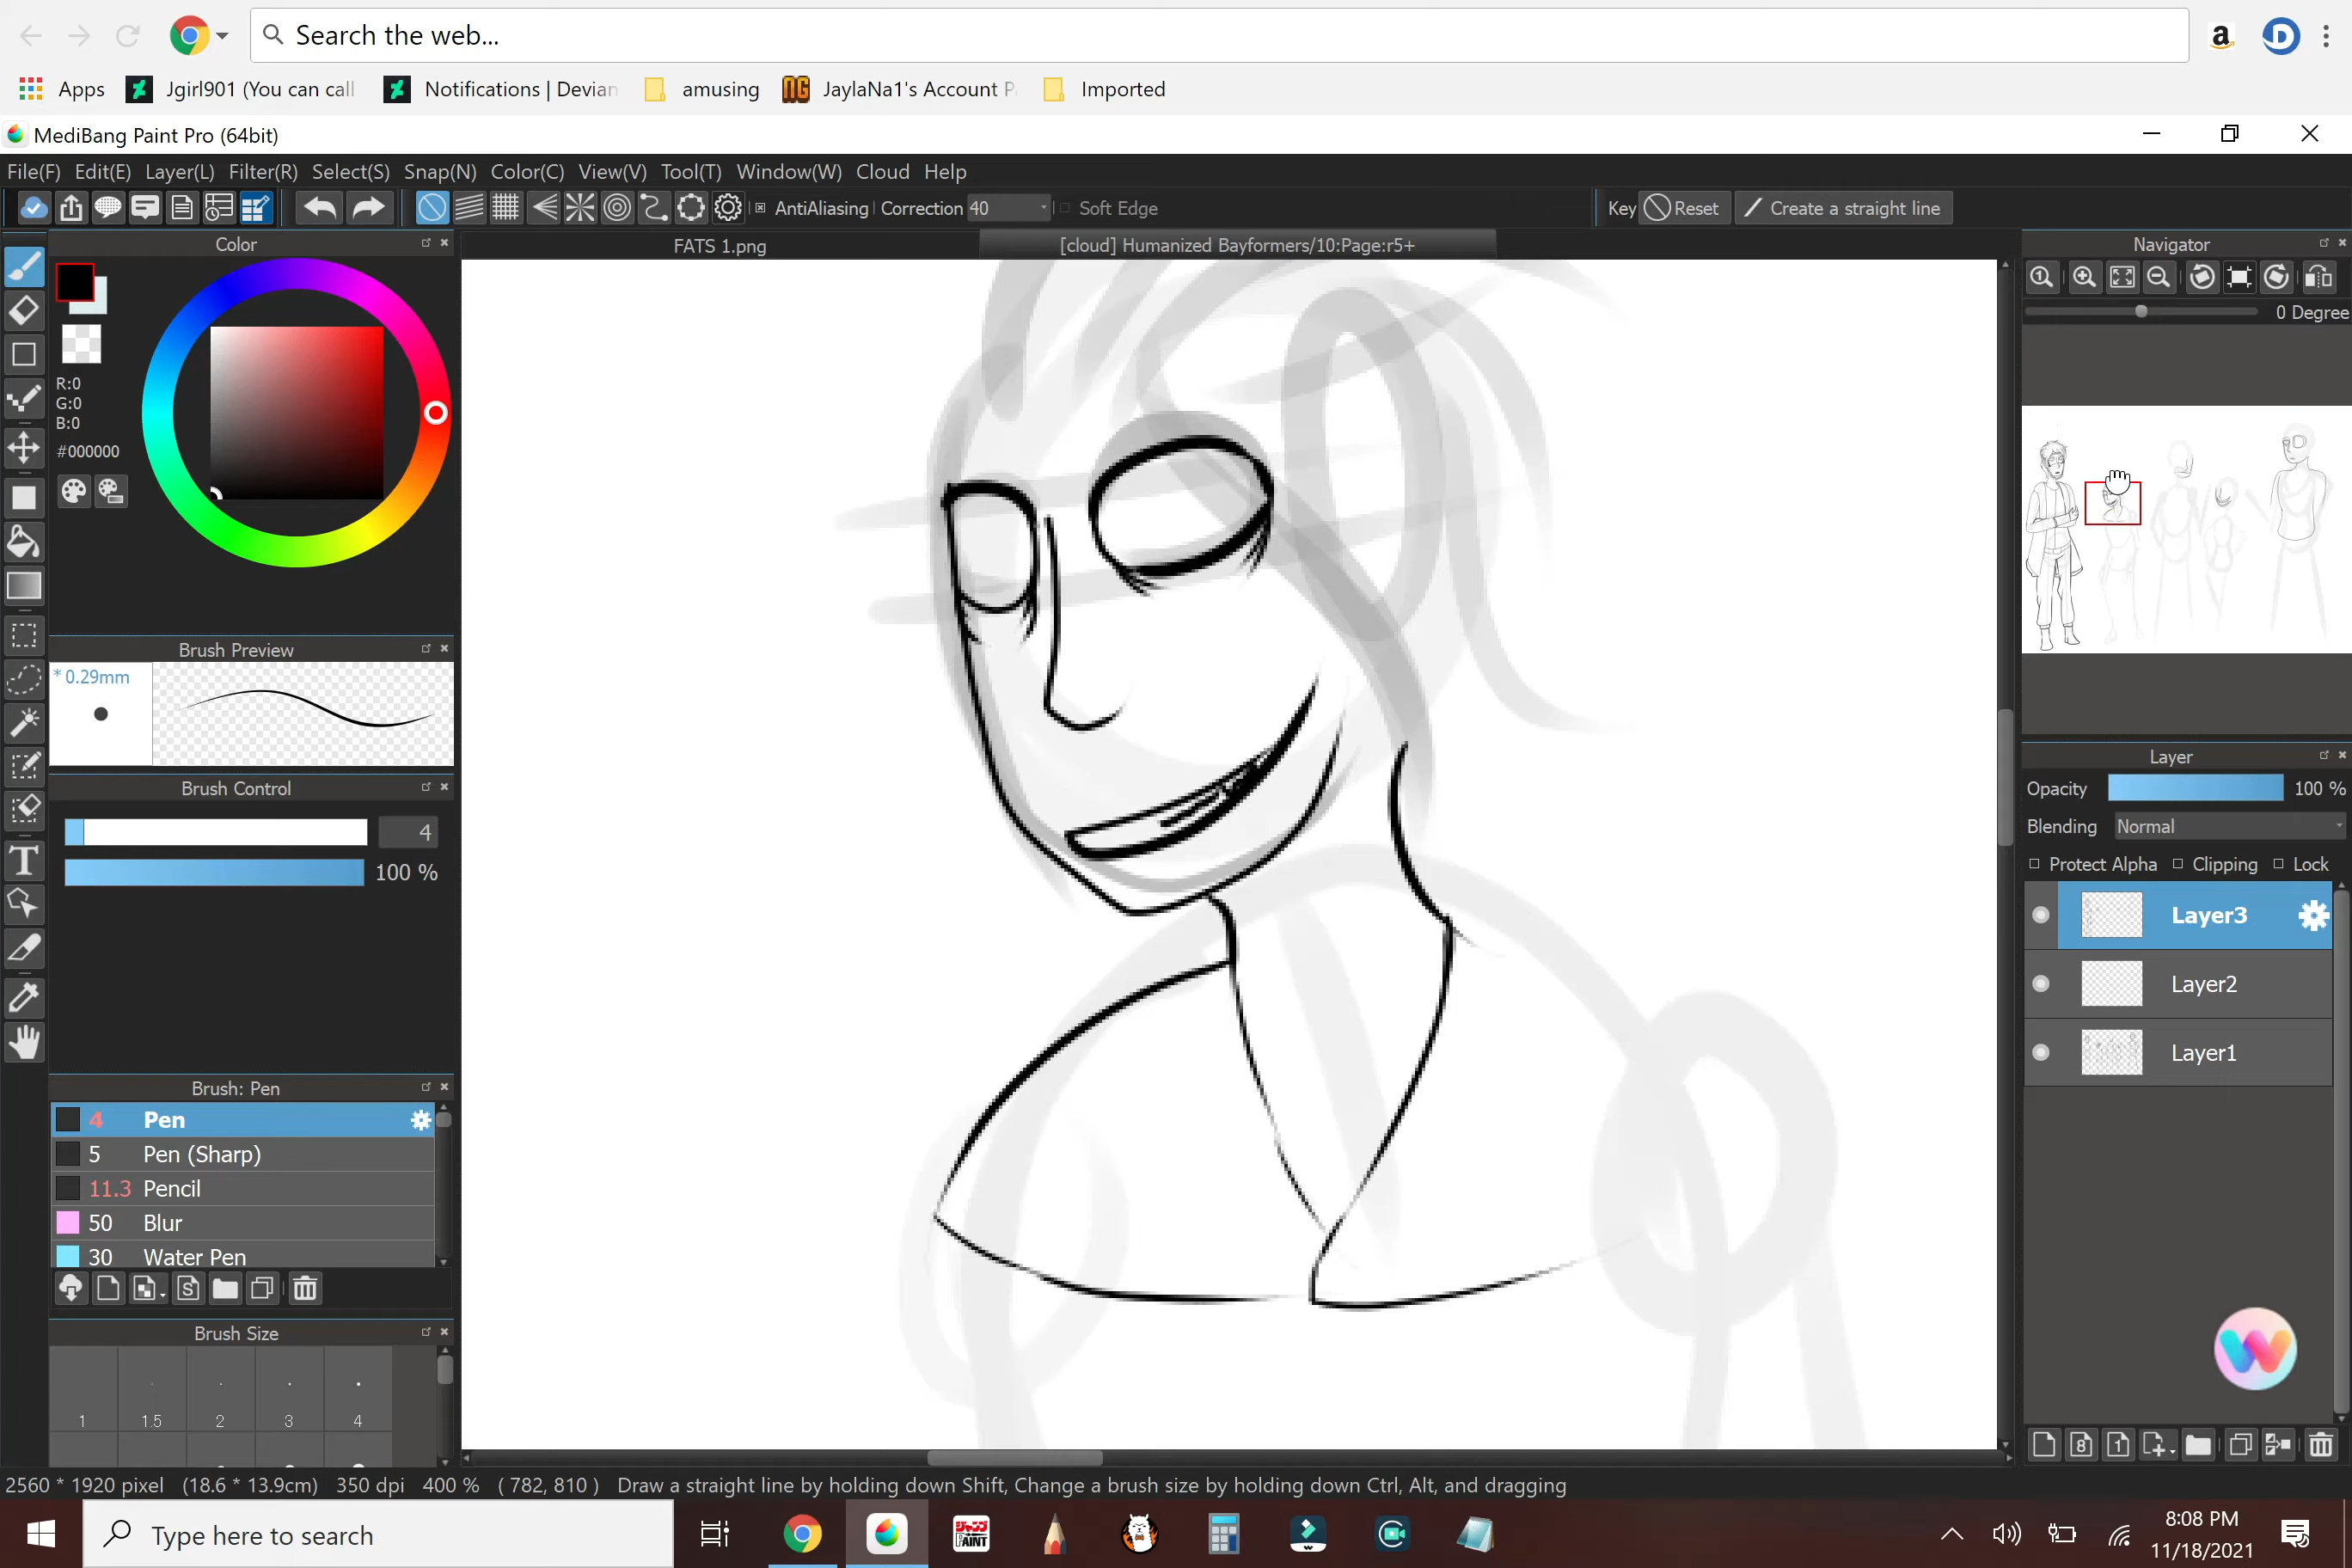 Search the web...
Apps
Jgirl901 (You can call
Notifications | Devian
amusing
JaylaNa1's Account P
Imported
MediBang Paint Pro (64bit)
File(F) Edit(E) Layer(L) Filter(R) Select(S) Snap(N) Color(C) View(V) Tool(T) Window(W) Cloud Help
AntiAliasing Correction 40 Soft Edge
Key Reset Create a straight line
Color
FATS 1.png
[cloud] Humanized Bayformers/10:Page:r5+
Navigator
0 Degree
R:0
G:0
B:0
#000000
Brush Preview
* 0.29mm
Brush Control
4
100 %
Brush: Pen
4 Pen
5 Pen (Sharp)
11.3 Pencil
50 Blur
30 Water Pen
Brush Size
1 1.5 2 3 4
Layer
Opacity 100 %
Blending Normal
Protect Alpha Clipping Lock
Layer3
Layer2
Layer1
2560 * 1920 pixel (18.6 * 13.9cm) 350 dpi 400 % ( 782, 810 ) Draw a straight line by holding down Shift, Change a brush size by holding down Ctrl, Alt, and dragging
Type here to search
ジャンプ
PAINT
8:08 PM
11/18/2021